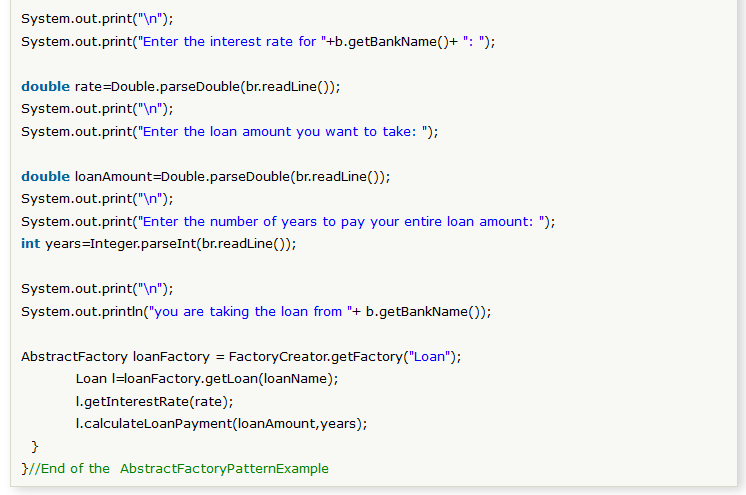 System.out.print("\n");
System.out.print("Enter the interest rate for "+b.getBankName()+ ": ");
double rate=Double.parseDouble(br.readLine());
System.out.print("\n");
System.out.print("Enter the loan amount you want to take: ");
double loanAmount=Double.parseDouble(br.readLine());
System.out.print("\n");
System.out.print("Enter the number of years to pay your entire loan amount: ");
int years=Integer.parseInt(br.readLine());
System.out.print("\n");
System.out.println("you are taking the loan from "+ b.getBankName());
AbstractFactory loanFactory = FactoryCreator.getFactory("Loan");
Loan l=loanFactory.getLoan(loanName);
l.getInterestRate(rate);
l.calculateLoanPayment(loanAmount,years);
}
}//End of the  AbstractFactoryPatternExample